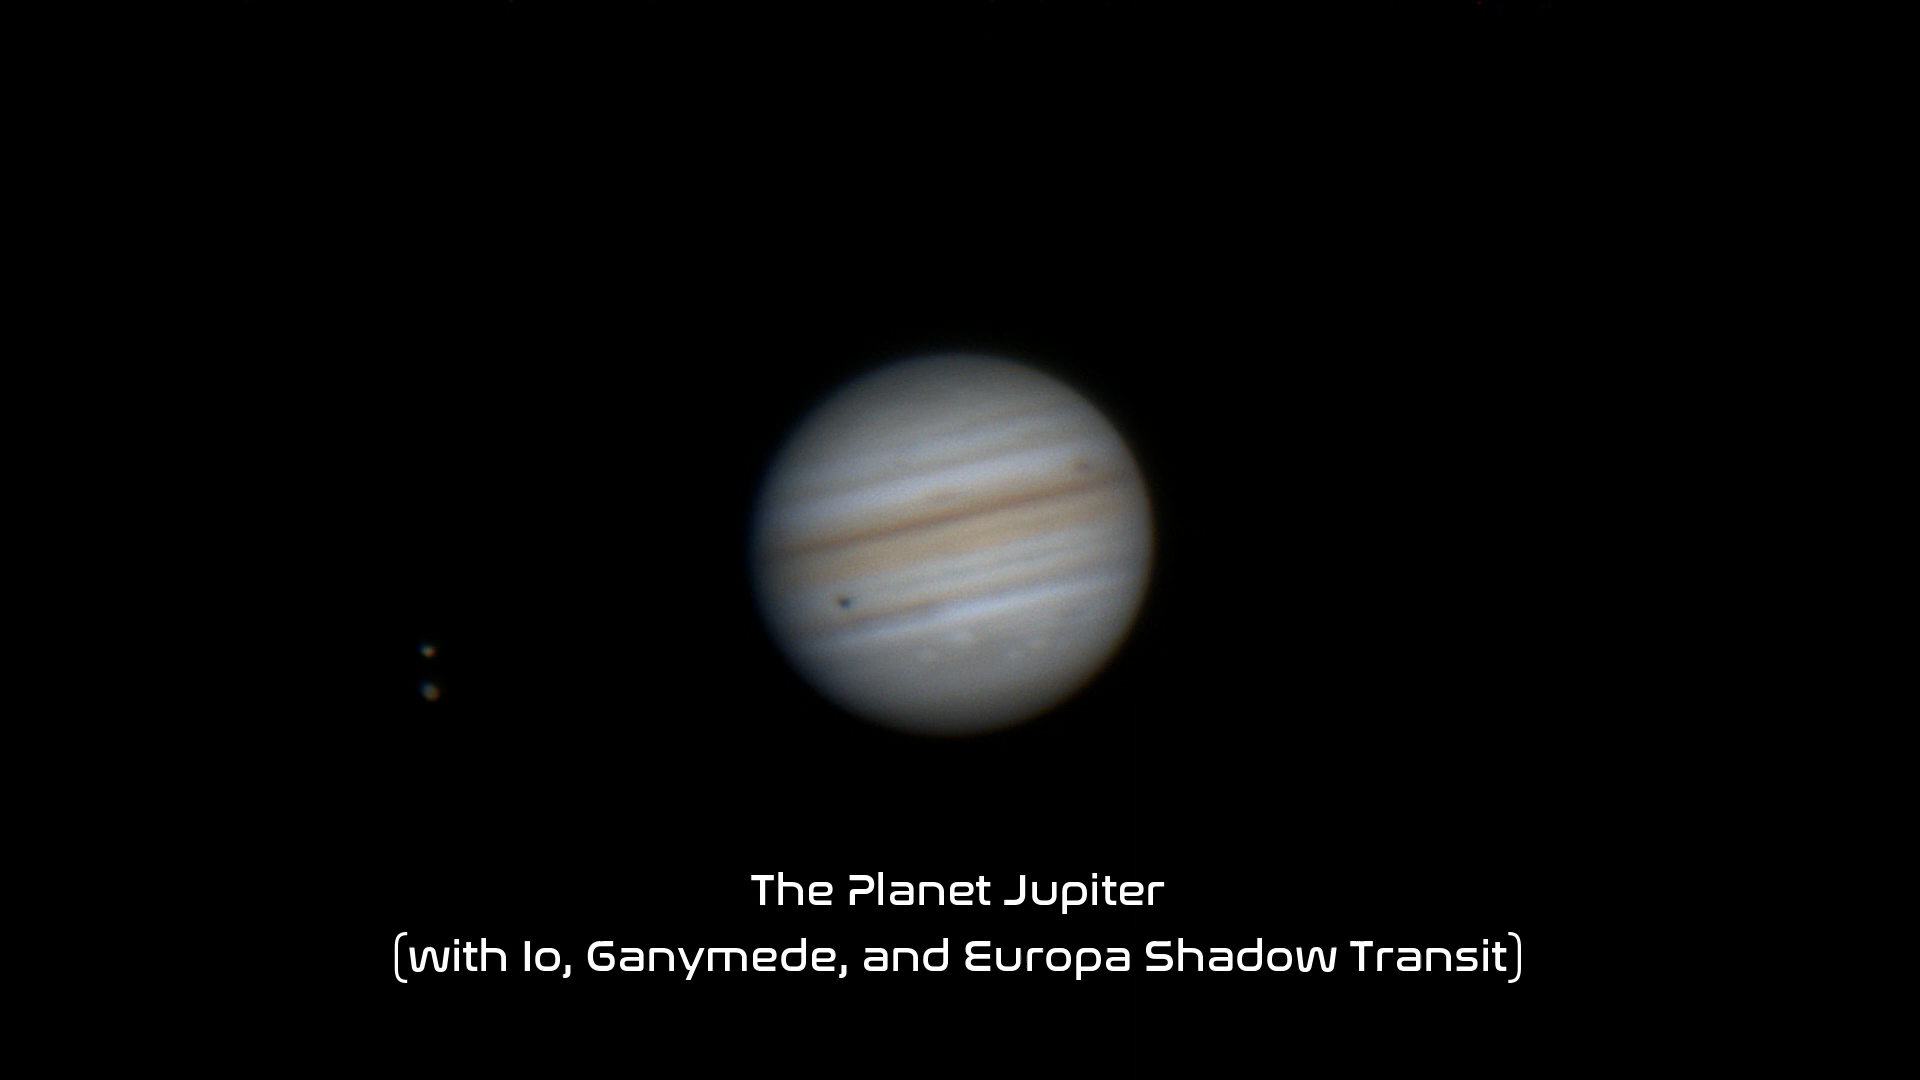 The Planet Jupiter
(with Io, Ganymede, and Europa Shadow Transit)